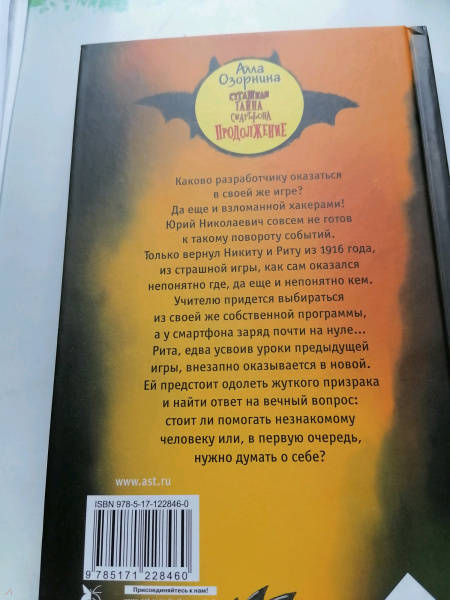 Алла
Озорнина
СТРАШНАЯ
ТАЙНА
СМАРТФОНА
ПРОДОЛЖЕНИЕ
Каково разработчику оказаться
в своей же игре?
Да еще и взломанной хакерами!
Юрий Николаевич совсем не готов
к такому повороту событий.
Только вернул Никиту и Риту из 1916 года,
из страшной игры, как сам оказался
непонятно где, да еще и непонятно кем.
Учителю придется выбираться
из своей же собственной программы,
а у смартфона заряд почти на нуле...
Рита, едва усвоив уроки предыдущей
игры, внезапно оказывается в новой.
Ей предстоит одолеть жуткого призрака
и найти ответ на вечный вопрос:
стоит ли помогать незнакомому
человеку или, в первую очередь,
нужно думать о себе?
www.ast.ru
ISBN 978-5-17-122846-0
9 785171 228460
Присоединяйтесь к нам!